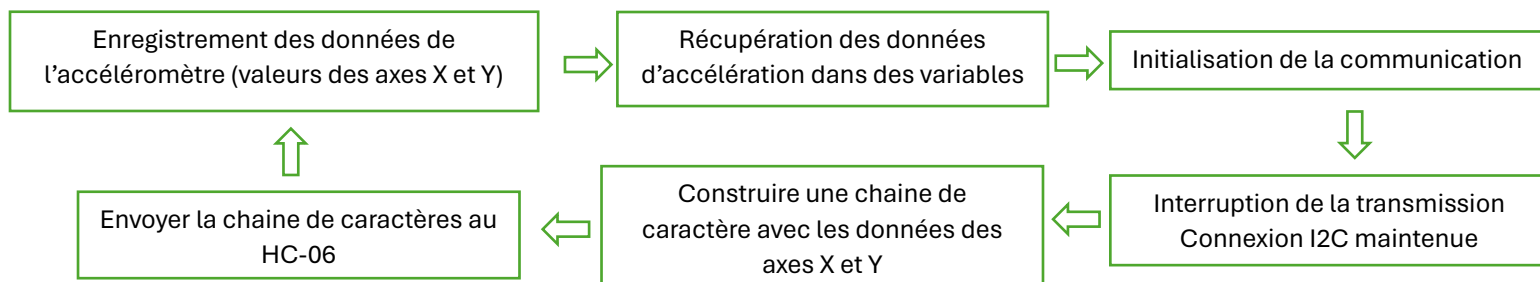 Enregistrement des données de
l’accéléromètre (valeurs des axes X et Y)
Récupération des données
d’accélération dans des variables
Initialisation de la communication
Interruption de la transmission
Connexion I2C maintenue
Construire une chaine de
caractère avec les données des
axes X et Y
Envoyer la chaine de caractères au
HC-06